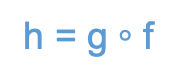 h = g ∘ f